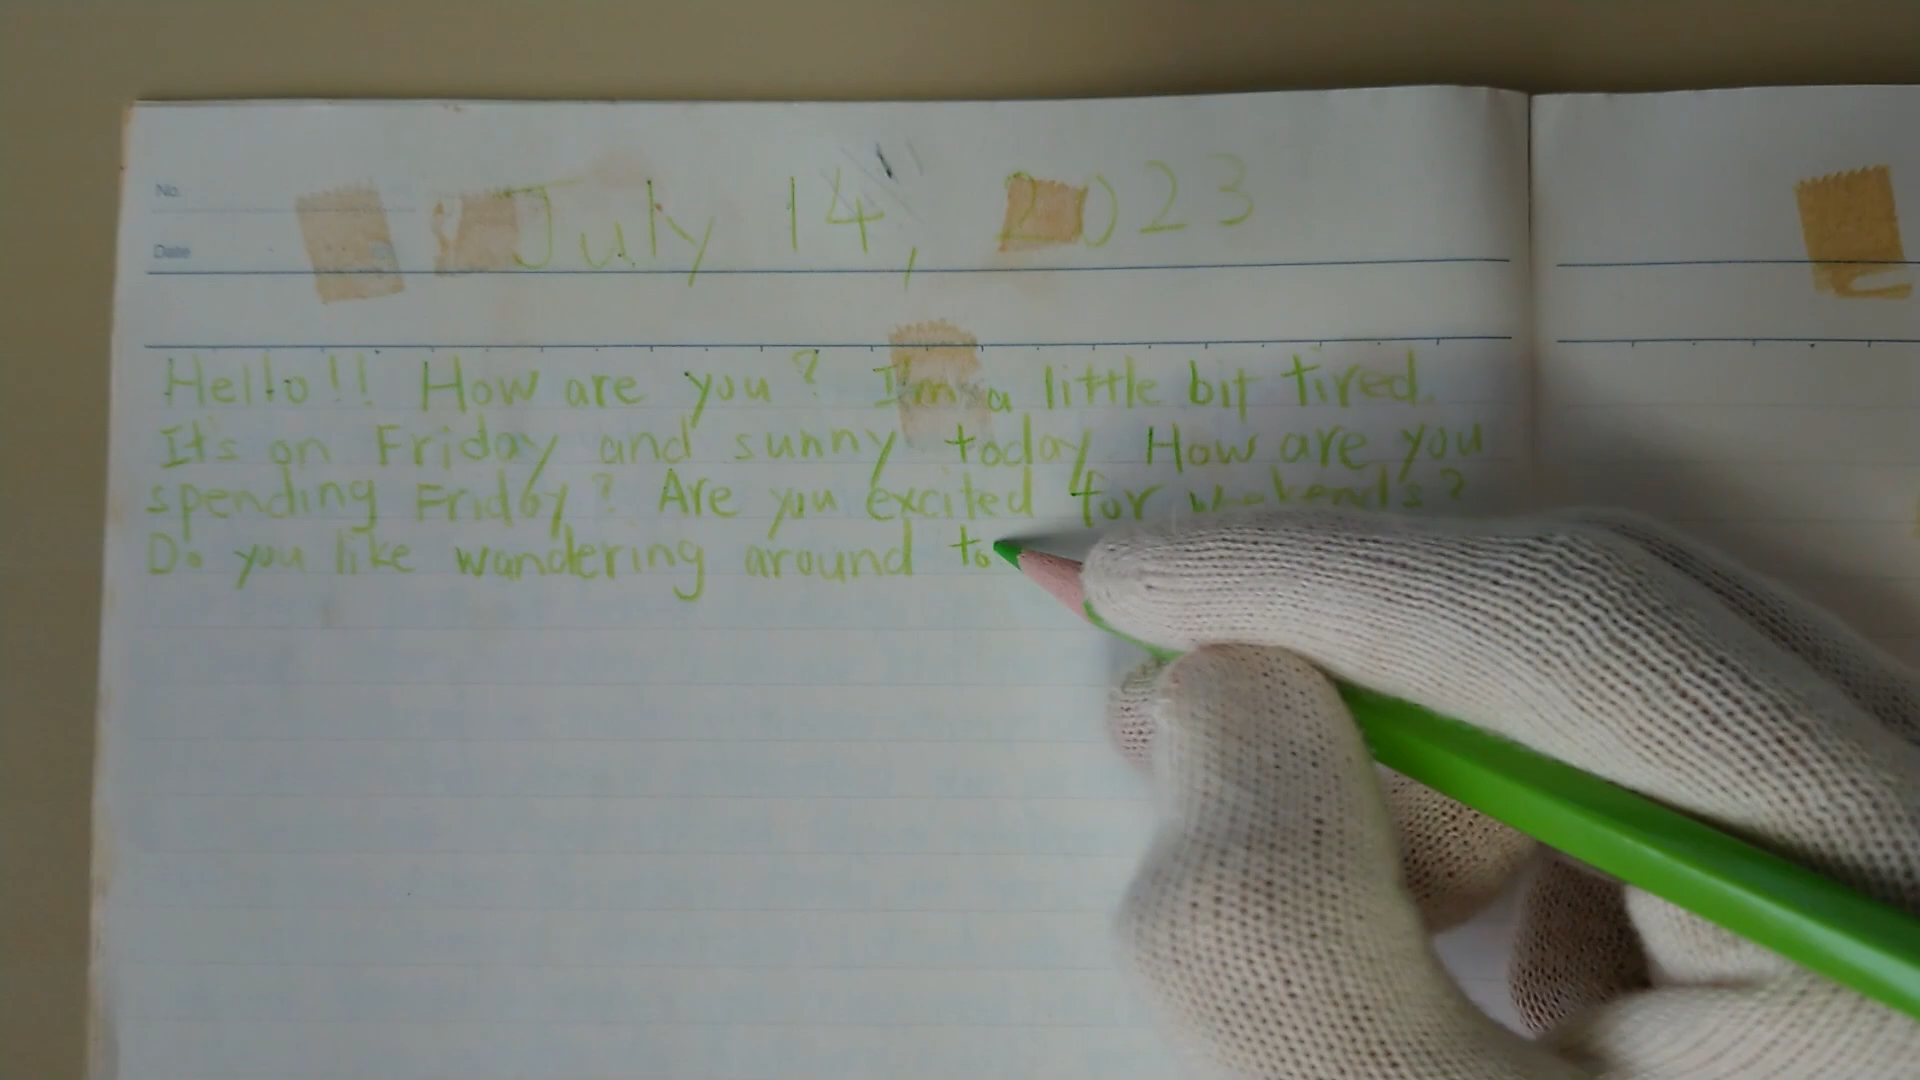 No.
Date
July 14, 2023
Hello!! How are you? I'm a little bit tired.
It's on Friday and sunny today. How are you
spending Friday? Are you excited for weekends?
Do you like wandering around to